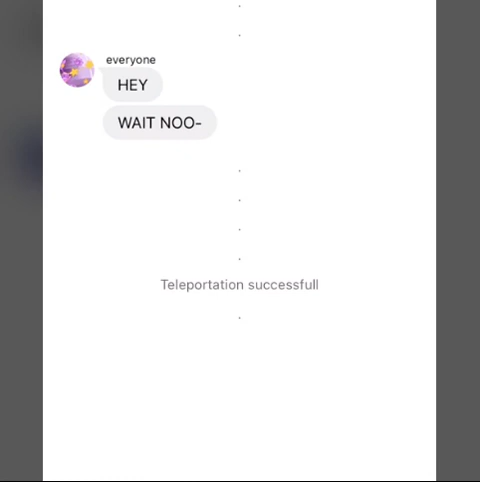 .
.
everyone
HEY
WAIT NOO-
.
.
.
.
Teleportation successfull
.